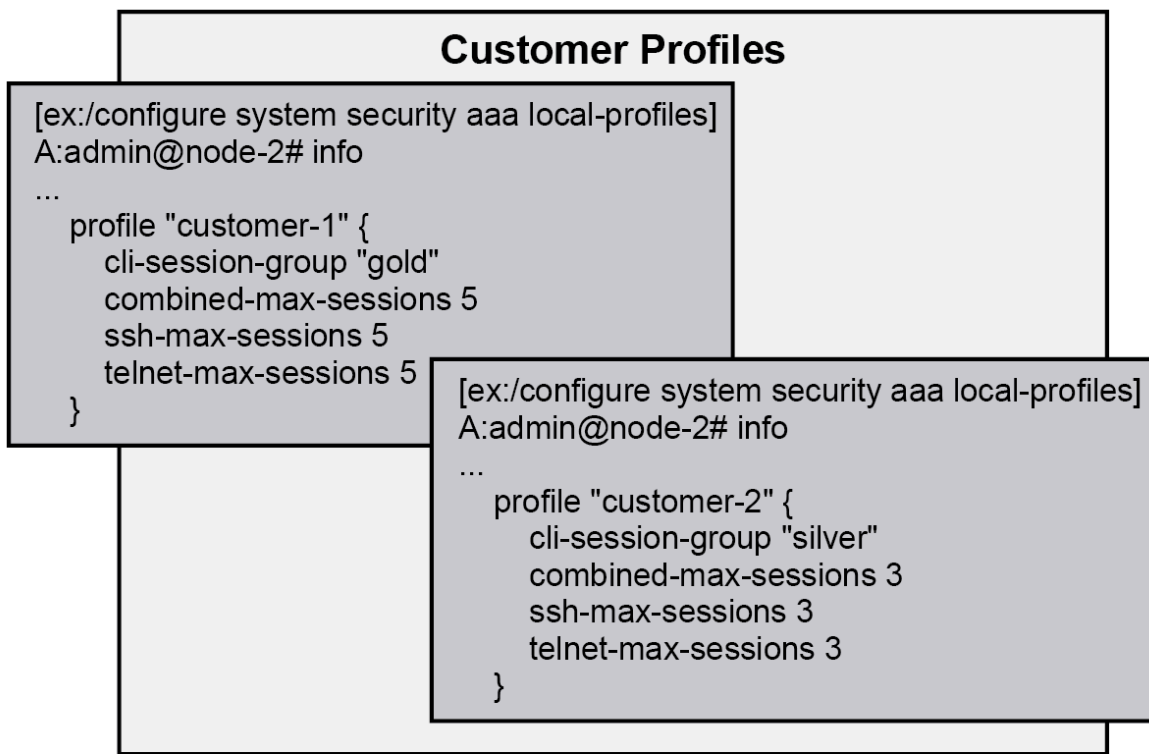 Customer Profiles
[ex:/configure system security aaa local-profiles]
A:admin@node-2# info
...
profile "customer-1" {
cli-session-group "gold"
combined-max-sessions 5
ssh-max-sessions 5
telnet-max-sessions 5
}
[ex:/configure system security aaa local-profiles]
A:admin@node-2# info
...
profile "customer-2" {
cli-session-group "silver"
combined-max-sessions 3
ssh-max-sessions 3
telnet-max-sessions 3
}